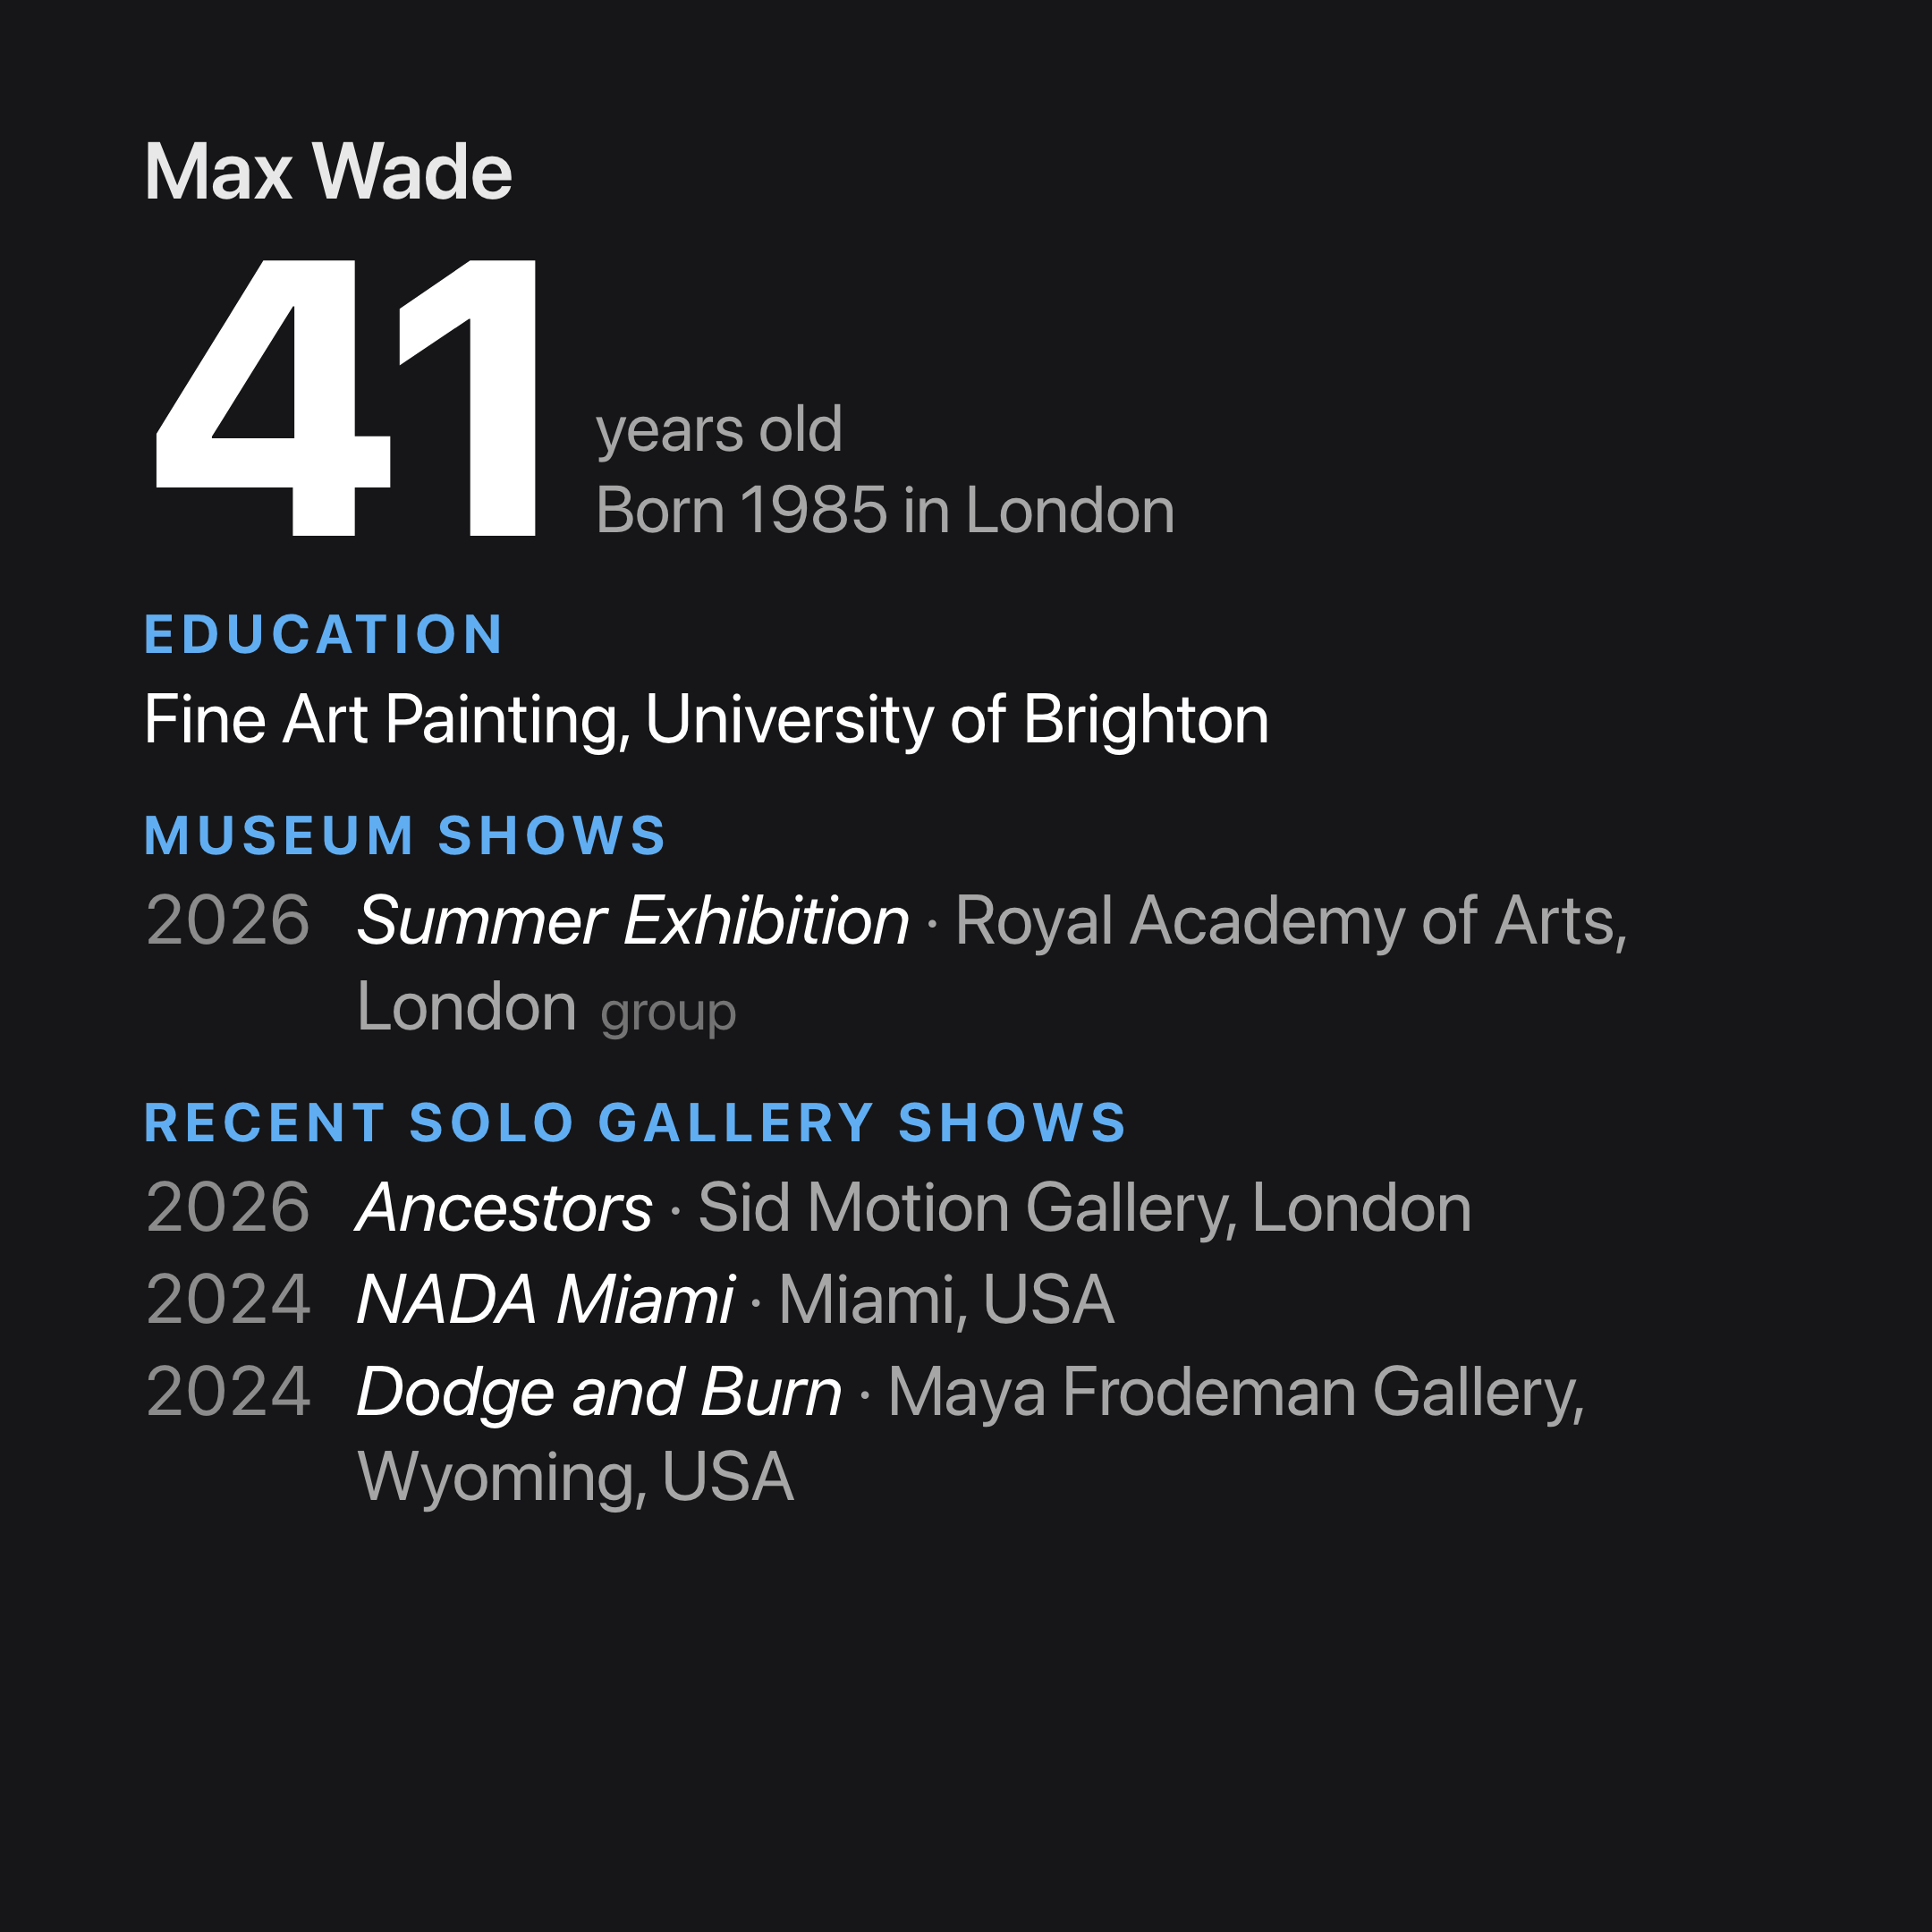 Max Wade
41
years old
Born 1985 in London
EDUCATION
Fine Art Painting, University of Brighton
MUSEUM SHOWS
2026 Summer Exhibition · Royal Academy of Arts,
London group
RECENT SOLO GALLERY SHOWS
2026 Ancestors · Sid Motion Gallery, London
2024 NADA Miami · Miami, USA
2024 Dodge and Burn · Maya Frodeman Gallery,
Wyoming, USA